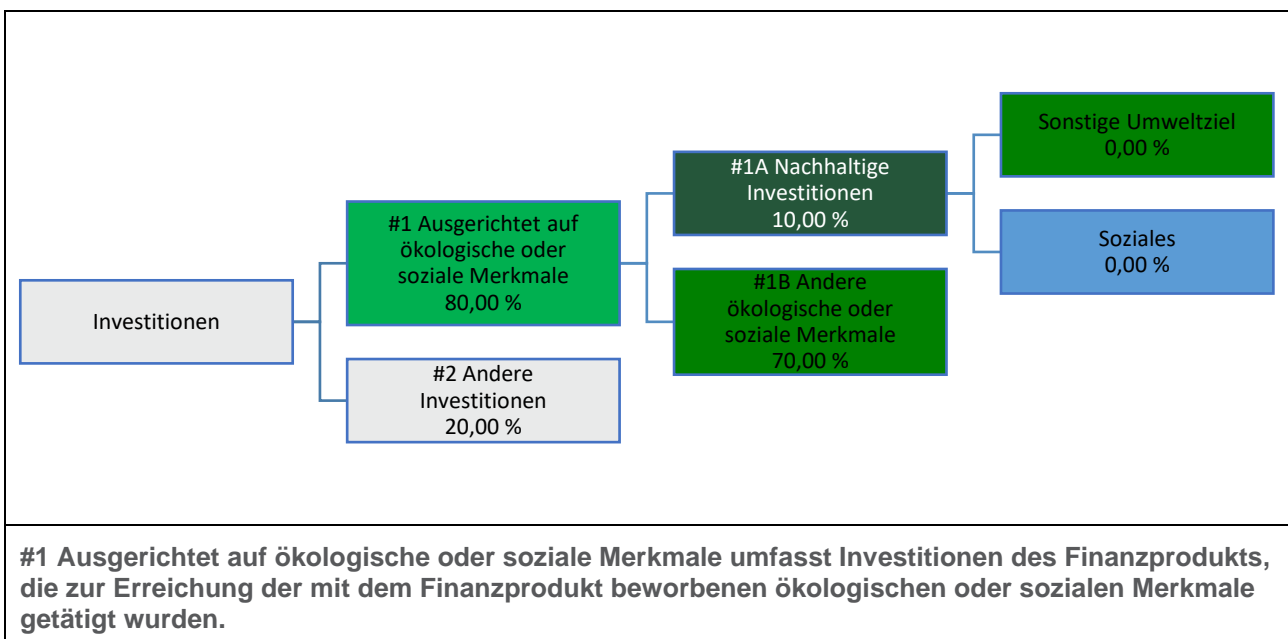 Investitionen
#1 Ausgerichtet auf
ökologische oder
soziale Merkmale
80,00 %
#2 Andere
Investitionen
20,00 %
#1A Nachhaltige
Investitionen
10,00 %
#1B Andere
ökologische oder
soziale Merkmale
70,00 %
Sonstige Umweltziel
0,00 %
Soziales
0,00 %
#1 Ausgerichtet auf ökologische oder soziale Merkmale umfasst Investitionen des Finanzprodukts,
die zur Erreichung der mit dem Finanzprodukt beworbenen ökologischen oder sozialen Merkmale
getätigt wurden.